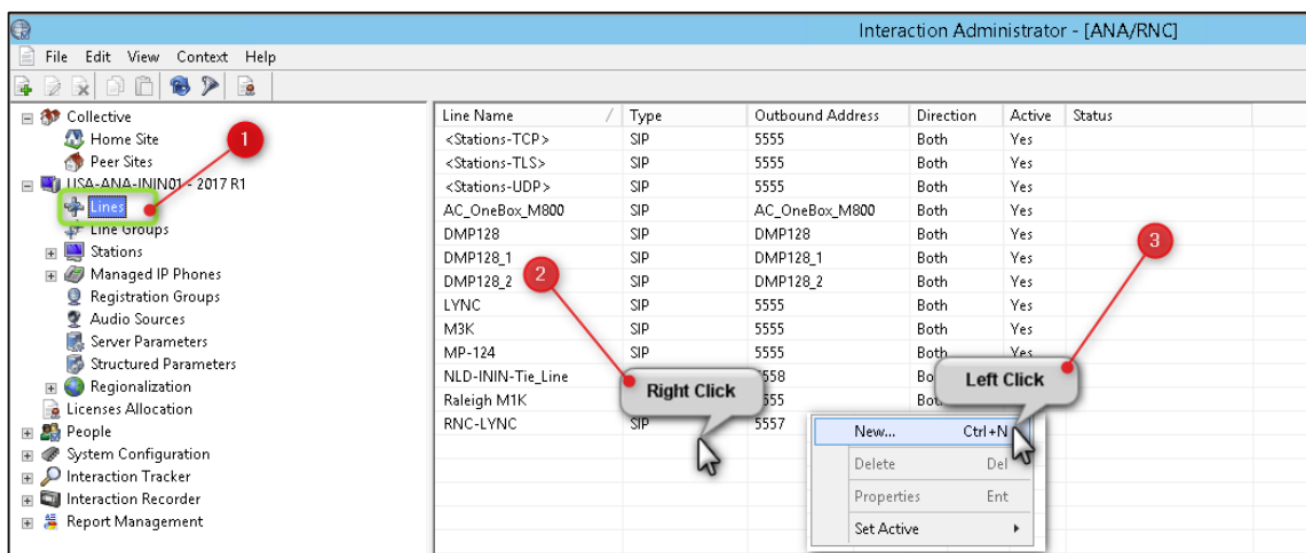 Interaction Administrator - [ANA/RNC]
File Edit View Context Help
Collective
Home Site
Peer Sites
USA-ANA-ININ01 - 2017 R1
Lines
Line Groups
Stations
Managed IP Phones
Registration Groups
Audio Sources
Server Parameters
Structured Parameters
Regionalization
Licenses Allocation
People
System Configuration
Interaction Tracker
Interaction Recorder
Report Management
1
Line Name / Type Outbound Address Direction Active Status
<Stations-TCP> SIP 5555 Both Yes
<Stations-TLS> SIP 5555 Both Yes
<Stations-UDP> SIP 5555 Both Yes
AC_OneBox_M800 SIP AC_OneBox_M800 Both Yes
DMP128 SIP DMP128 Both Yes
DMP128_1 SIP DMP128_1 Both Yes
DMP128_2 SIP DMP128_2 Both Yes
LYNC SIP 5555 Both Yes
M3K SIP 5555 Both Yes
MP-124 SIP 5555 Both Yes
NLD-ININ-Tie_Line
Raleigh M1K
RNC-LYNC SIP 5557
2
Right Click
3
Left Click
New... Ctrl+N
Delete Del
Properties Ent
Set Active